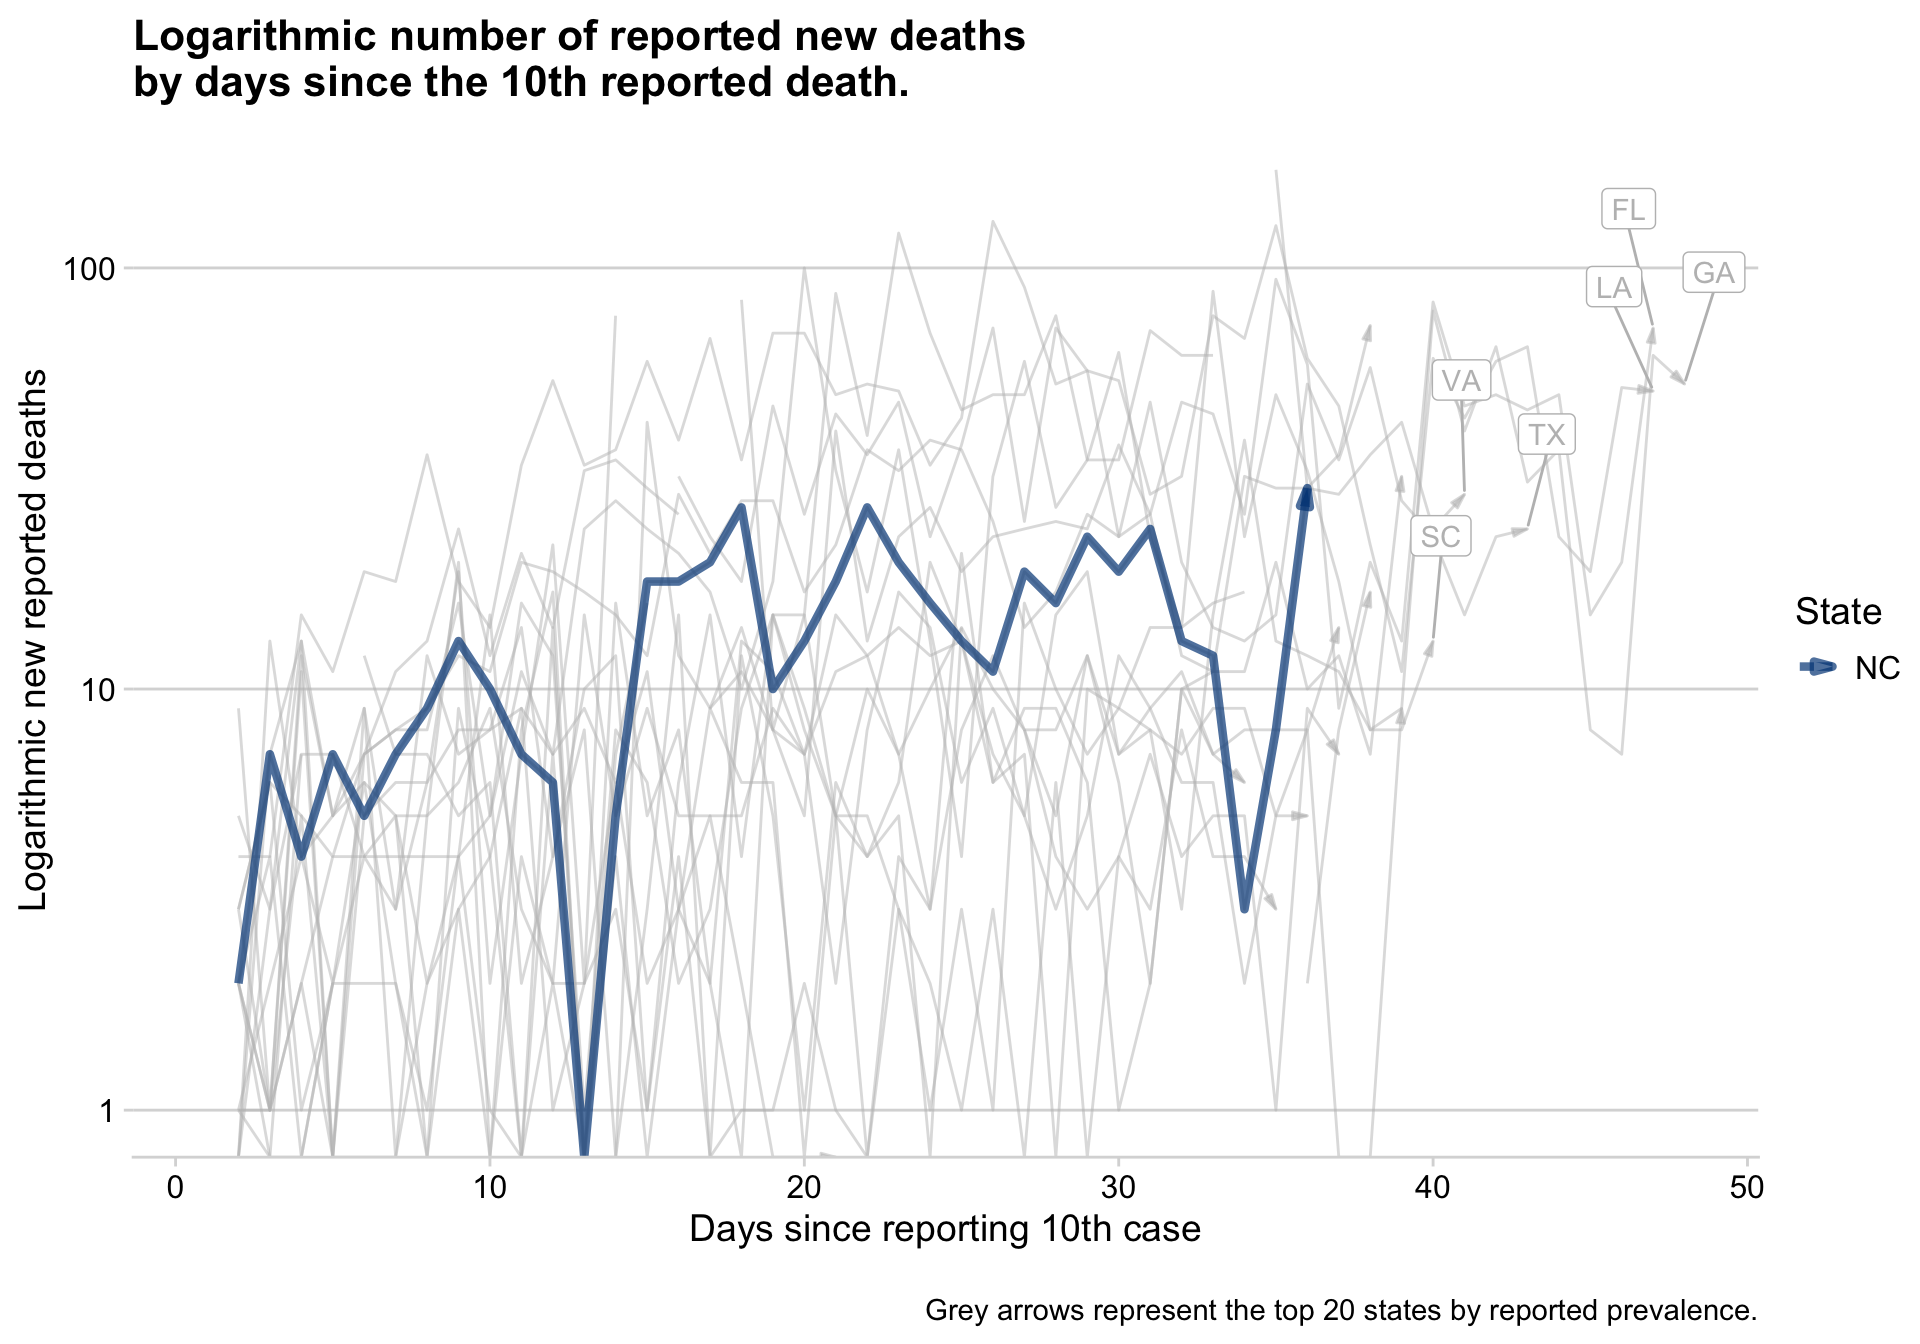 Logarithmic number of reported new deaths
by days since the 10th reported death.
Logarithmic new reported deaths
100
10
1
FL
LA
GA
VA
TX
SC
State
NC
0
10
20
30
40
50
Days since reporting 10th case
Grey arrows represent the top 20 states by reported prevalence.